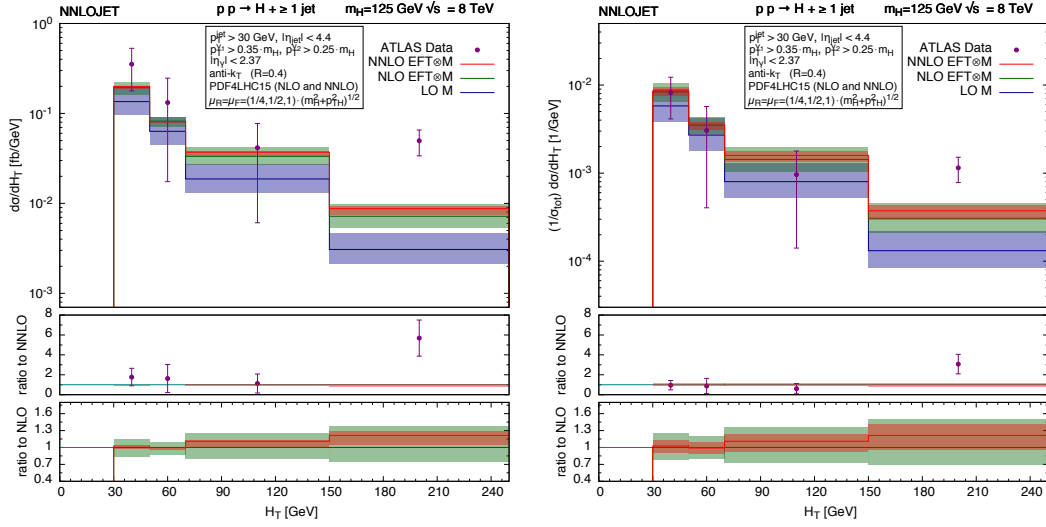 NNLOJET p p → H + ≥ 1 jet m_H=125 GeV √s = 8 TeV
p_T^jet > 30 GeV, |η_jet| < 4.4
p_T^γ1 > 0.35 · m_H, p_T^γ2 > 0.25 · m_H
|η_γ| < 2.37
anti-k_T (R=0.4)
PDF4LHC15 (NLO and NNLO)
μ_R=μ_F=(1/4,1/2,1) · (m_H^2+p_TH^2)^1/2
ATLAS Data
NNLO EFT⊗M
NLO EFT⊗M
LO M
dσ/dH_T [fb/GeV]
10^0
10^-1
10^-2
10^-3
ratio to NNLO
8
6
4
2
0
ratio to NLO
1.6
1.3
1
0.7
0.4
0 30 60 90 120 150 180 210 240
H_T [GeV]
NNLOJET p p → H + ≥ 1 jet m_H=125 GeV √s = 8 TeV
p_T^jet > 30 GeV, |η_jet| < 4.4
p_T^γ1 > 0.35 · m_H, p_T^γ2 > 0.25 · m_H
|η_γ| < 2.37
anti-k_T (R=0.4)
PDF4LHC15 (NLO and NNLO)
μ_R=μ_F=(1/4,1/2,1) · (m_H^2+p_TH^2)^1/2
ATLAS Data
NNLO EFT⊗M
NLO EFT⊗M
LO M
(1/σ_tot) dσ/dH_T [1/GeV]
10^-2
10^-3
10^-4
ratio to NNLO
8
6
4
2
0
ratio to NLO
1.6
1.3
1
0.7
0.4
0 30 60 90 120 150 180 210 240
H_T [GeV]